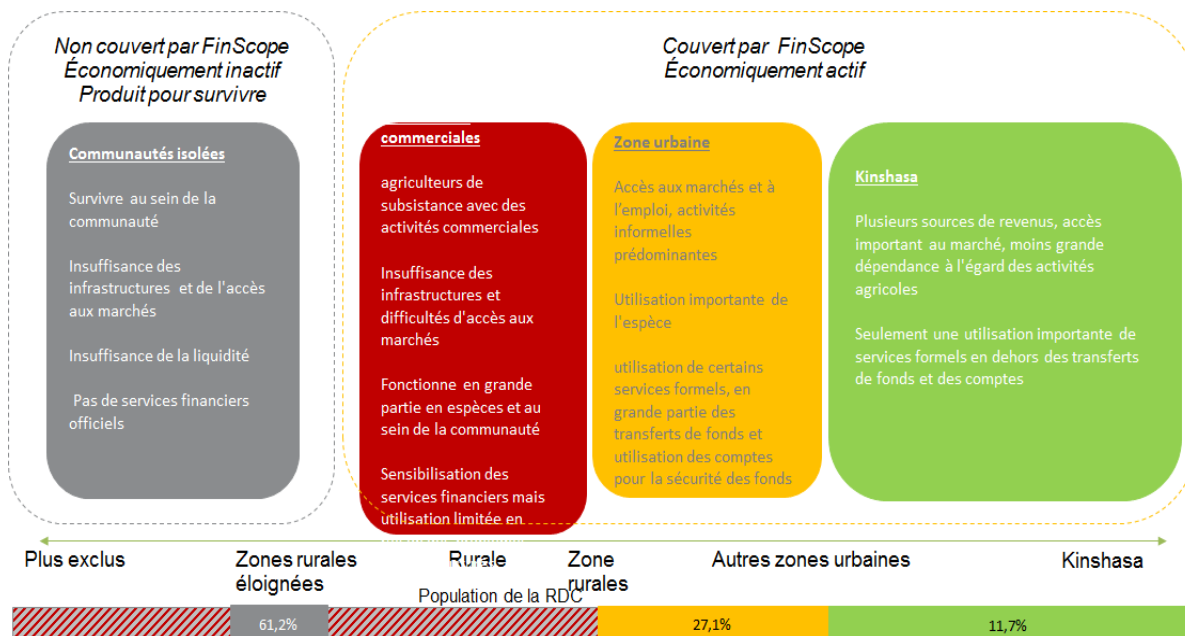 Non couvert par FinScope
Économiquement inactif
Produit pour survivre
Couvert par FinScope
Économiquement actif
Communautés isolées
Survivre au sein de la
communauté
Insuffisance des
infrastructures et de l'accès
aux marchés
Insuffisance de la liquidité
Pas de services financiers
officiels
commerciales
agriculteurs de
subsistance avec des
activités commerciales
Insuffisance des
infrastructures et
difficultés d'accès aux
marchés
Fonctionne en grande
partie en espèces et au
sein de la communauté
Sensibilisation des
services financiers mais
utilisation limitée en
Zone urbaine
Accès aux marchés et à
l'emploi, activités
informelles
prédominantes
Utilisation importante de
l'espèce
utilisation de certains
services formels, en
grande partie des
transferts de fonds et
utilisation des comptes
pour la sécurité des fonds
Kinshasa
Plusieurs sources de revenu, accès
important au marché, moins grande
dépendance à l'égard des activités
agricoles
Seulement une utilisation importante de
services formels en dehors des transferts
de fonds et des comptes
Plus exclus
Zones rurales
éloignées
Rurale
Zone
rurales
Autres zones urbaines
Kinshasa
Population de la RDC
61,2%
27,1%
11,7%